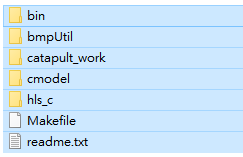 bin
bmpUtil
catapult_work
cmodel
hls_c
Makefile
readme.txt